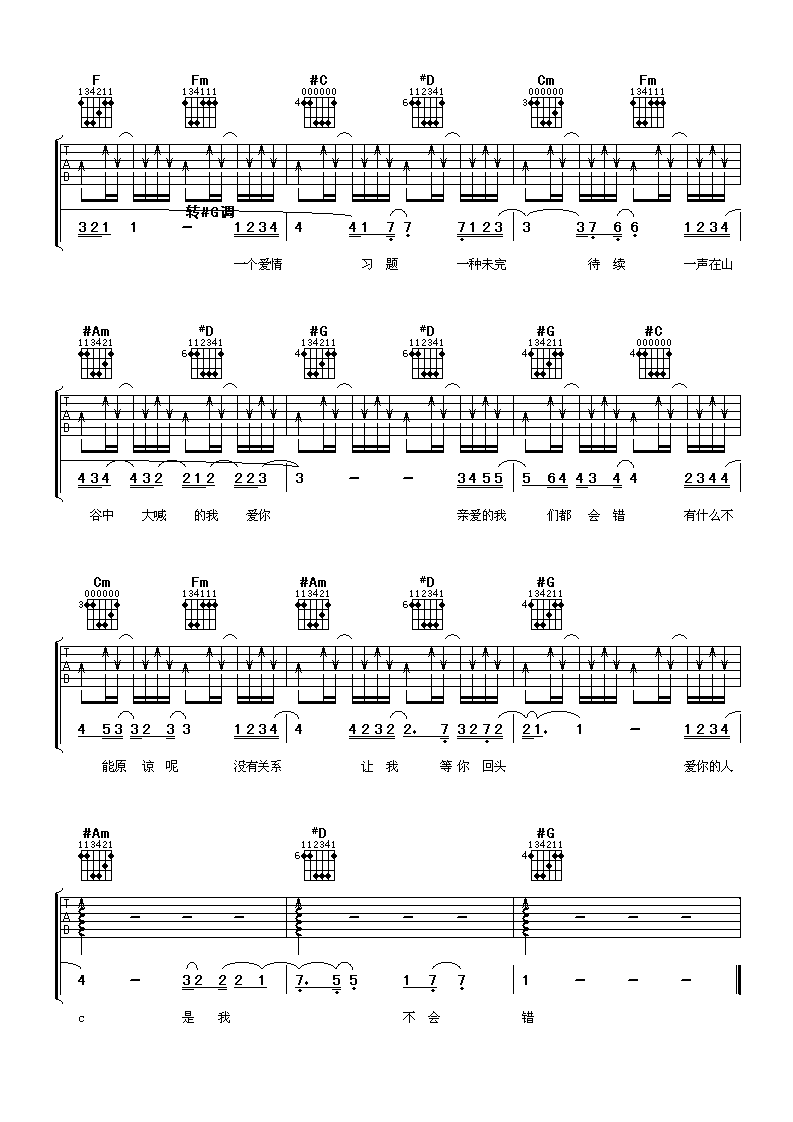 F Fm #C #D Cm Fm
134211 134111 000000 112341 000000 134111
4 6 3
T A B
转#G调
321 1 - 1234 4 41 7 7 7123 3 37 6 6 1234
一个爱情 习 题 一种未完 待 续 一声在山
#Am #D #G #D #G #C
113421 112341 134211 112341 134211 000000
6 4 6 4 4
T A B
434 432 212 223 3 - - 3455 5 64 43 4 4 2344
谷中 大喊 的我 爱你 亲爱的我 们都 会 错 有什么不
Cm Fm #Am #D #G
000000 134111 113421 112341 134211
3 6 4
T A B
4 53 32 3 3 1234 4 4232 2. 7 3272 21. 1 - 1234
能原 谅 呢 没有关系 让 我 等 你 回头 爱你的人
#Am #D #G
113421 112341 134211
6 4
T A B
- - - - - - - - -
4 - 32 2 2 1 7. 5 5 1 7 7 1 - - -
c 是 我 不 会 错